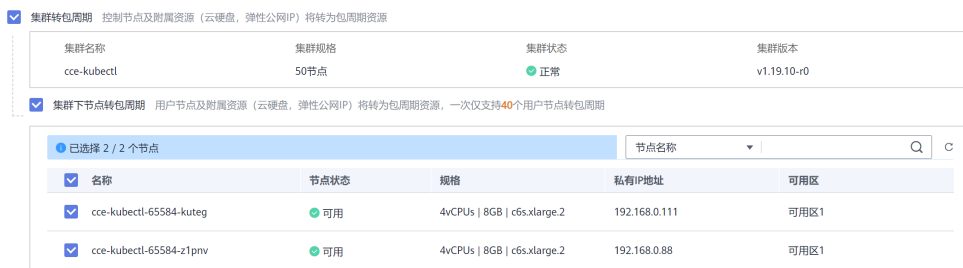 集群转包周期 控制节点及附属资源（云硬盘，弹性公网IP）将转为包周期资源
集群名称 集群规格 集群状态 集群版本
cce-kubectl 50节点 正常 v1.19.10-r0
集群下节点转包周期 用户节点及附属资源（云硬盘，弹性公网IP）将转为包周期资源，一次仅支持40个用户节点转包周期
已选择 2 / 2 个节点 节点名称
名称 节点状态 规格 私有IP地址 可用区
cce-kubectl-65584-kuteg 可用 4vCPUs | 8GB | c6s.xlarge.2 192.168.0.111 可用区1
cce-kubectl-65584-z1pnv 可用 4vCPUs | 8GB | c6s.xlarge.2 192.168.0.88 可用区1